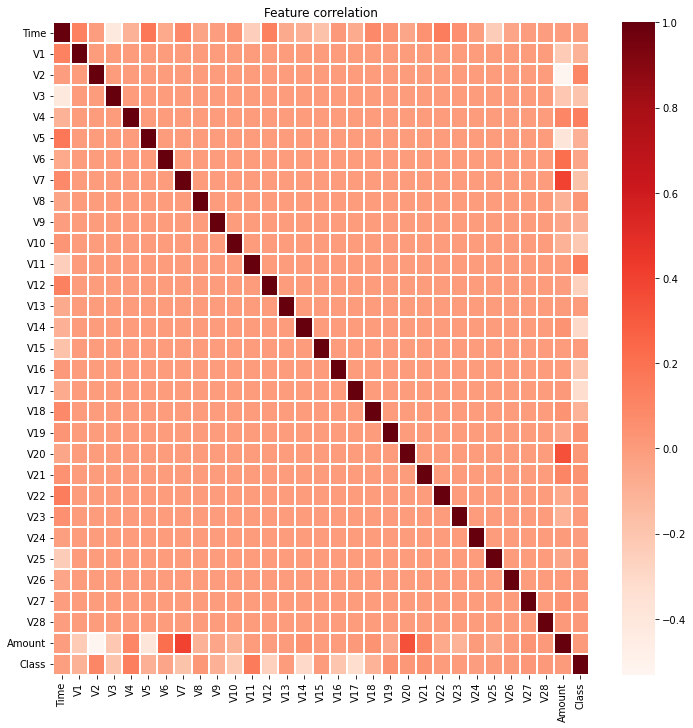 Feature correlation
Time
V1
V2
V3
V4
V5
V6
V7
V8
V9
V10
V11
V12
V13
V14
V15
V16
V17
V18
V19
V20
V21
V22
V23
V24
V25
V26
V27
V28
Amount
Class
Time
V1
V2
V3
V4
V5
V6
V7
V8
V9
V10
V11
V12
V13
V14
V15
V16
V17
V18
V19
V20
V21
V22
V23
V24
V25
V26
V27
V28
Amount
Class
1.0
0.8
0.6
0.4
0.2
0.0
−0.2
−0.4